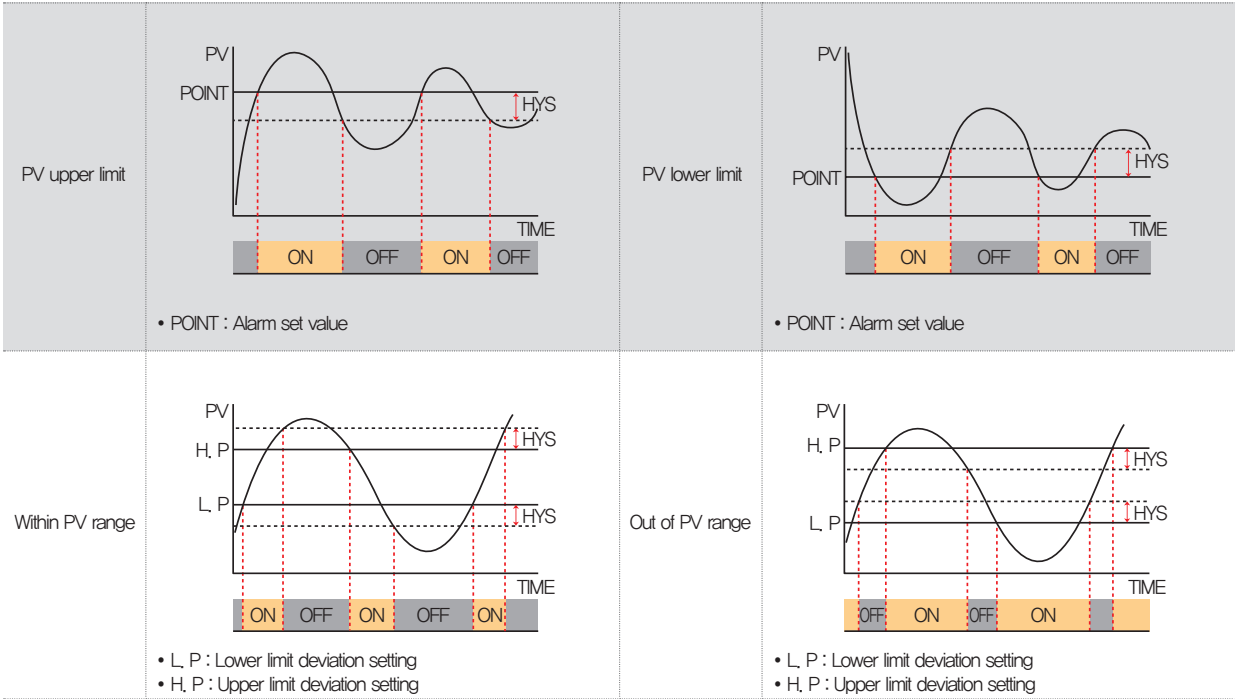 PV upper limit
PV
POINT
HYS
TIME
ON OFF ON OFF
• POINT : Alarm set value
PV lower limit
PV
POINT
HYS
TIME
ON OFF ON OFF
• POINT : Alarm set value
Within PV range
PV
H. P
L. P
HYS
HYS
TIME
ON OFF ON OFF ON
• L. P : Lower limit deviation setting
• H. P : Upper limit deviation setting
Out of PV range
PV
H. P
L. P
HYS
HYS
TIME
OFF ON OFF ON
• L. P : Lower limit deviation setting
• H. P : Upper limit deviation setting